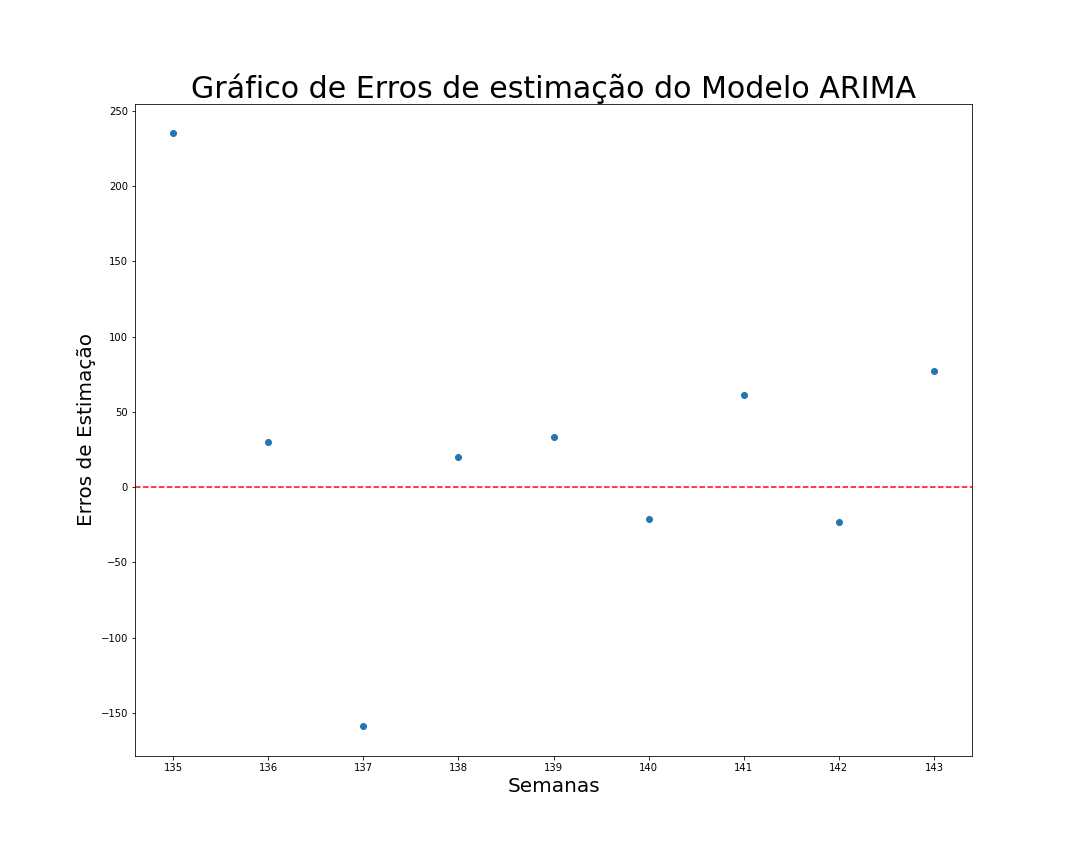 Gráfico de Erros de estimação do Modelo ARIMA
250
200
150
100
50
0
−50
−100
−150
Erros de Estimação
135 136 137 138 139 140 141 142 143
Semanas